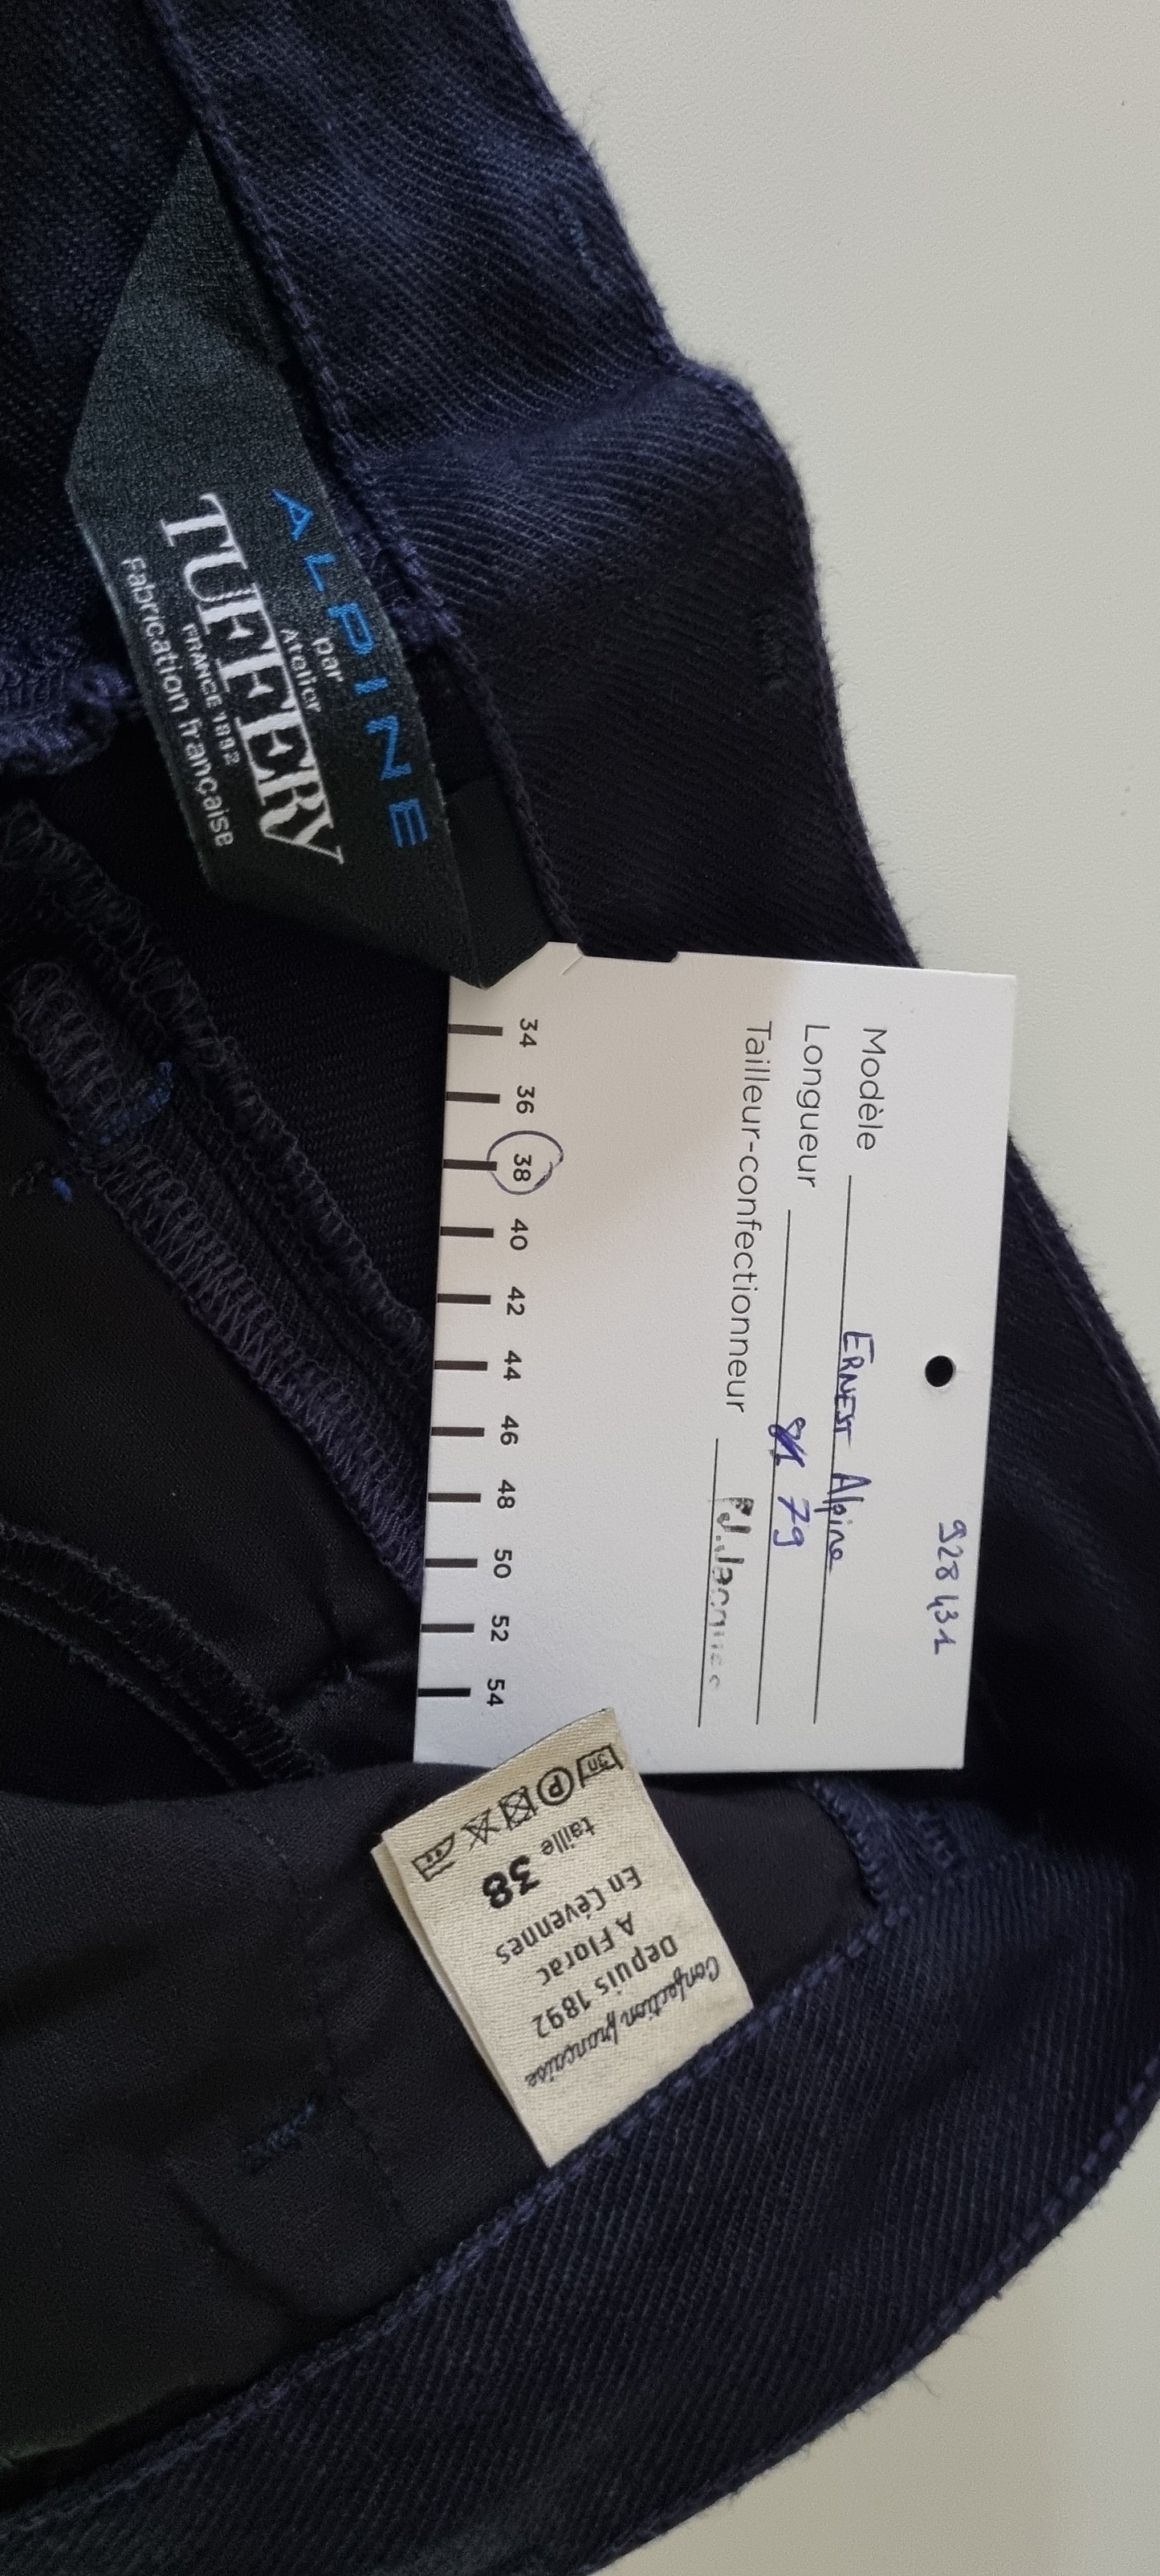 ALPINE
par
Atelier
TUFFERY
FRANCE 1892
Fabrication française
928431
Modèle ERNEST Alpine
Longueur 79
Tailleur-confectionneur J.Jacques
34 36 38 40 42 44 46 48 50 52 54
Confection française
Depuis 1892
A Florac
En Cévennes
taille 38
P